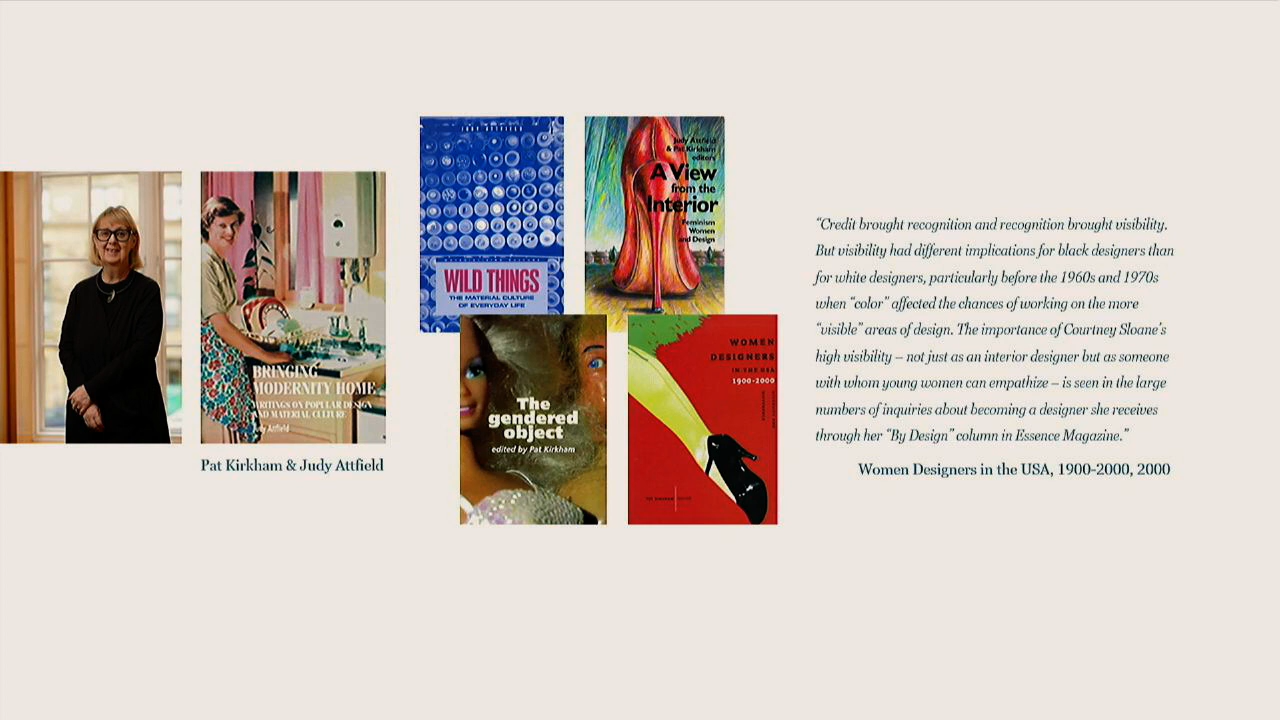 BRINGING
MODERNITY HOME
WRITINGS ON POPULAR DESIGN
AND MATERIAL CULTURE
Judy Attfield
Pat Kirkham & Judy Attfield
JUDY ATTFIELD
WILD THINGS
THE MATERIAL CULTURE
OF EVERYDAY LIFE
Judy Attfield
& Pat Kirkham
editors
A View
from the
Interior
Feminism
Women
and Design
The
gendered
object
edited by Pat Kirkham
WOMEN
DESIGNERS
IN THE USA
1900-2000
“Credit brought recognition and recognition brought visibility.
But visibility had different implications for black designers than
for white designers, particularly before the 1960s and 1970s
when “color” affected the chances of working on the more
“visible” areas of design. The importance of Courtney Sloane’s
high visibility – not just as an interior designer but as someone
with whom young women can empathize – is seen in the large
numbers of inquiries about becoming a designer she receives
through her “By Design” column in Essence Magazine.”
Women Designers in the USA, 1900-2000, 2000